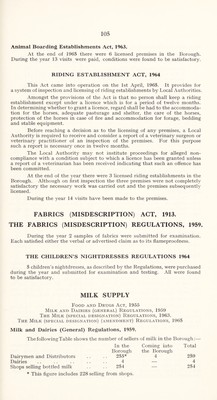 105
Animal Boarding Establishments Act, 1963.
At the end of 1965 there were 6 licensed premises in the Borough.
During the year 13 visits were paid, conditions were found to be satisfactory.
RIDING ESTABLISHMENT ACT, 1964
This Act came into operation on the 1st April, 1965. It provides for
a system of inspection and licensing of riding establishments by Local Authorities.
Amongst the provisions of the Act is that no person shall keep a riding
establishment except under a licence which is for a period of twelve months.
In determining whether to grant a licence, regard shall be had to the accommoda-
tion for the horses, adequate pasturage and shelter, the care of the horses,
protection of the horses in case of fire and accommodation for forage, bedding
and stable equipment.
Before reaching a decision as to the licensing of any premises, a Local
Authority is required to receive and consider a report of a veterinary surgeon or
veterinary practitioner of an inspection of the premises. For this purpose
such a report is necessary once in twelve months.
The Local Authority may not institute proceedings for alleged non-
compliance with a condition subject to which a licence has been granted unless
a report of a veterinarian has been received indicating that such an offence has
been committed.
At the end of the year there were 3 licensed riding establishments in the
Borough. Although on first inspection the three premises were not completely
satisfactory the necessary work was carried out and the premises subsequently
licensed.
During the year 14 visits have been made to the premises.
FABRICS (MISDESCRIPTION) ACT, 1913.
THE FABRICS (MISDESCRIPTION) REGULATIONS, 1959.
During the year 2 samples of fabrics were submitted for examination.
Each satisfied either the verbal or advertised claim as to its flameproofness.
THE CHILDREN'S NIGHTDRESSES REGULATIONS 1964
8 children's nightdresses, as described by the Regulations, were purchased
during the year and submitted for examination and testing. All were found
to be satisfactory.
MILK SUPPLY
Food and Drugs Act, 1955
Milk and Dairies (General) Regulations, 1959
The Milk (special designation) Regulations, 1963.
The Milk (special designation) (amendment) Regulations, 1965
Milk and Dairies (General) Regulations, 1959.
The following Table shows the number of sellers of milk in the Borough:—
In the Coming into Total
Borough the Borough
Dairymen and Distributors .. .. 255* 4 259
Dairies .. .. .. .. 4 - 4
Shops selling bottled milk .. .. 294 - 294
* This figure includes 229 selling from shops.